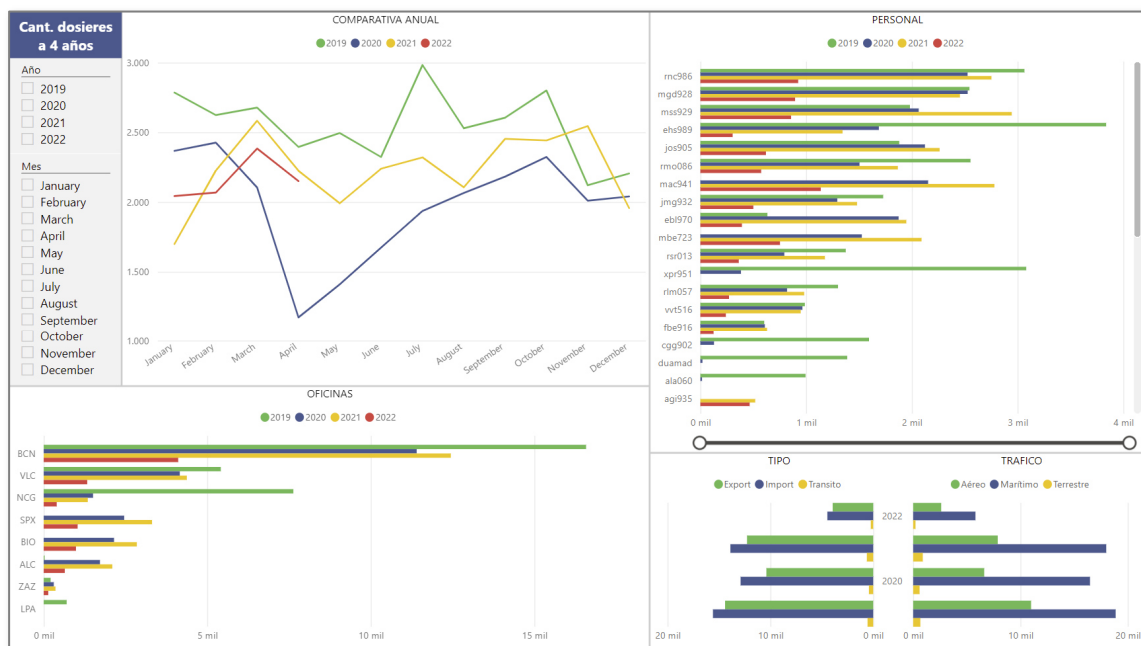 Cant. dosieres
a 4 años
Año
2019
2020
2021
2022
Mes
January
February
March
April
May
June
July
August
September
October
November
December
COMPARATIVA ANUAL
2019 2020 2021 2022
3.000
2.500
2.000
1.500
1.000
January February March April May June July August September October November December
PERSONAL
2019 2020 2021 2022
rnc986
mgd928
mss929
ehs989
jos905
rmo086
mac941
jmg932
ebl970
mbe723
rsr013
xpr951
rlm057
vvt516
fbe916
cgg902
duamad
ala060
agi935
0 mil 1 mil 2 mil 3 mil 4 mil
OFICINAS
2019 2020 2021 2022
BCN
VLC
NCG
SPX
BIO
ALC
ZAZ
LPA
0 mil 5 mil 10 mil 15 mil
TIPO
Export Import Transito
20 mil 10 mil 0 mil
TRAFICO
Aéreo Marítimo Terrestre
2022
2020
0 mil 10 mil 20 mil